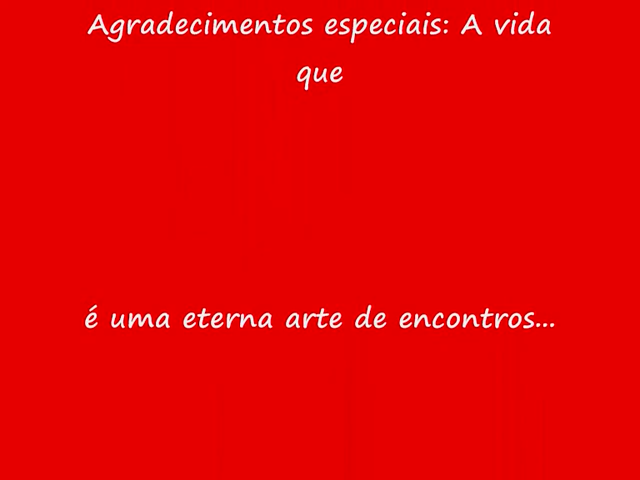 Agradecimentos especiais: A vida
que
é uma eterna arte de encontros...